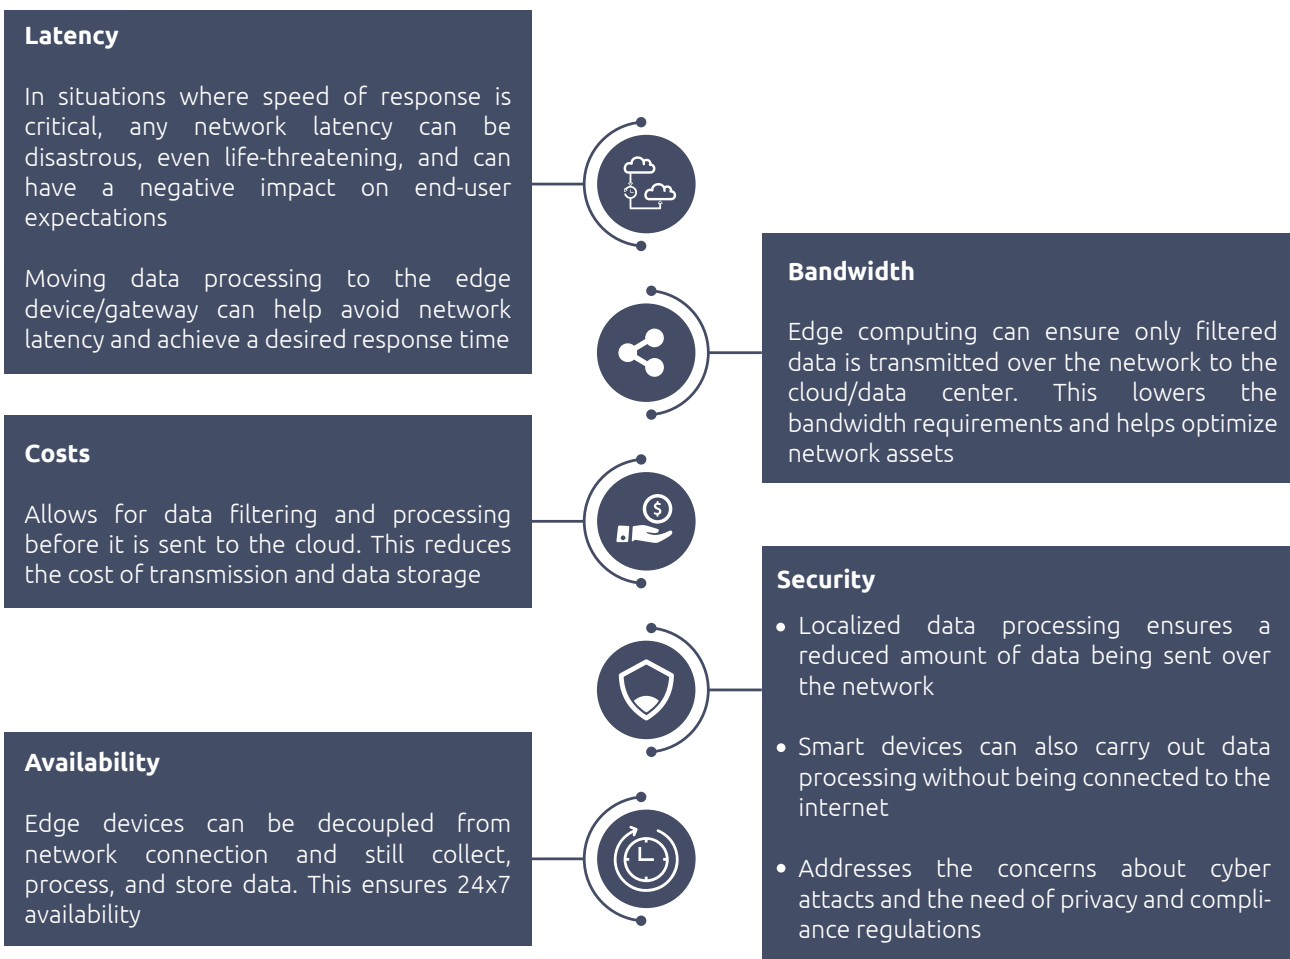 Latency
In situations where speed of response is
critical, any network latency can be
disastrous, even life-threatening, and can
have a negative impact on end-user
expectations
Moving data processing to the edge
device/gateway can help avoid network
latency and achieve a desired response time
Bandwidth
Edge computing can ensure only filtered
data is transmitted over the network to the
cloud/data center. This lowers the
bandwidth requirements and helps optimize
network assets
Costs
Allows for data filtering and processing
before it is sent to the cloud. This reduces
the cost of transmission and data storage
$
Security
• Localized data processing ensures a
reduced amount of data being sent over
the network
• Smart devices can also carry out data
processing without being connected to the
internet
• Addresses the concerns about cyber
attacts and the need of privacy and compli-
ance regulations
Availability
Edge devices can be decoupled from
network connection and still collect,
process, and store data. This ensures 24x7
availability